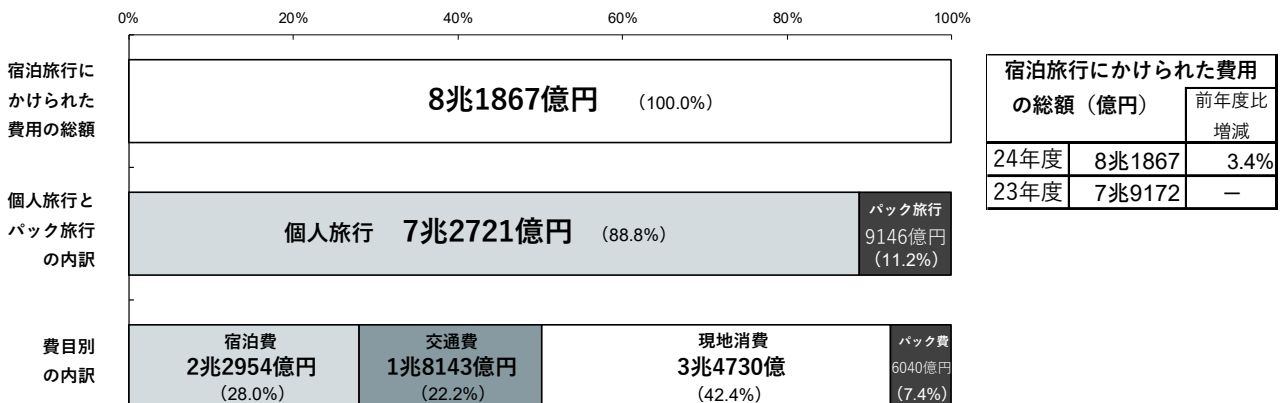 0% 20% 40% 60% 80% 100%
宿泊旅行に
かけられた
費用の総額
8兆1867億円 （100.0%）
個人旅行と
パック旅行
の内訳
個人旅行 7兆2721億円 （88.8%）
パック旅行
9146億円
（11.2%）
費目別
の内訳
宿泊費
2兆2954億円
（28.0%）
交通費
1兆8143億円
（22.2%）
現地消費
3兆4730億
（42.4%）
パック費
6040億円
（7.4%）
宿泊旅行にかけられた費用
の総額（億円）
前年度比
増減
24年度 8兆1867 3.4%
23年度 7兆9172 －